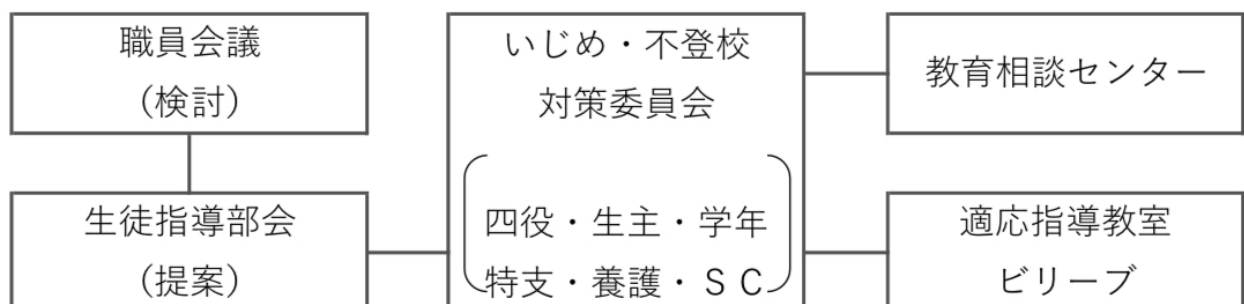 職員会議
(検討)
生徒指導部会
(提案)
いじめ・不登校
対策委員会
四役・生主・学年
特支・養護・ＳＣ
教育相談センター
適応指導教室
ビリーブ